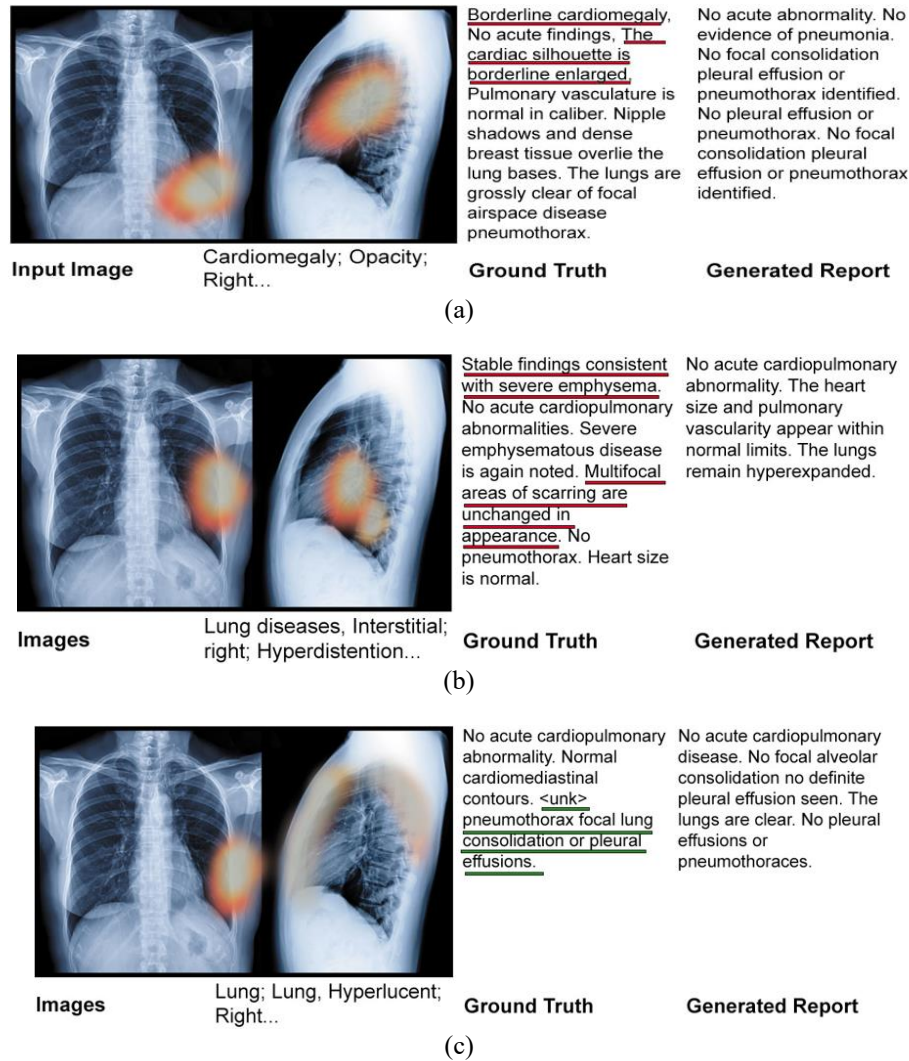 Borderline cardiomegaly,
No acute findings, The
cardiac silhouette is
borderline enlarged,
Pulmonary vasculature is
normal in caliber. Nipple
shadows and dense
breast tissue overlie the
lung bases. The lungs are
grossly clear of focal
airspace disease
pneumothorax.
No acute abnormality. No
evidence of pneumonia.
No focal consolidation
pleural effusion or
pneumothorax identified.
No pleural effusion or
pneumothorax. No focal
consolidation pleural
effusion or pneumothorax
identified.
Input Image
Cardiomegaly; Opacity;
Right...
Ground Truth
Generated Report
(a)
Stable findings consistent
with severe emphysema.
No acute cardiopulmonary
abnormalities. Severe
emphysematous disease
is again noted. Multifocal
areas of scarring are
unchanged in
appearance. No
pneumothorax. Heart size
is normal.
No acute cardiopulmonary
abnormality. The heart
size and pulmonary
vascularity appear within
normal limits. The lungs
remain hyperexpanded.
Images
Lung diseases, Interstitial;
right; Hyperdistention...
Ground Truth
Generated Report
(b)
No acute cardiopulmonary
abnormality. Normal
cardiomediastinal
contours. <unk>
pneumothorax focal lung
consolidation or pleural
effusions.
No acute cardiopulmonary
disease. No focal alveolar
consolidation no definite
pleural effusion seen. The
lungs are clear. No pleural
effusions or
pneumothoraces.
Images
Lung; Lung, Hyperlucent;
Right...
Ground Truth
Generated Report
(c)